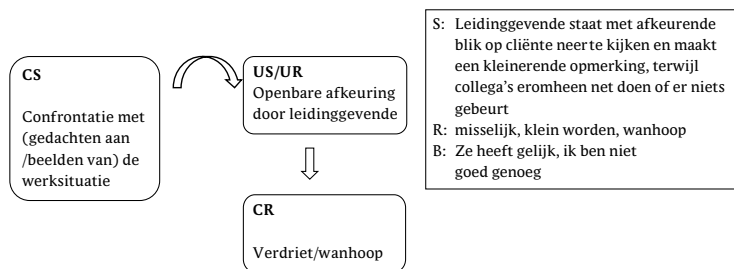 CS
Confrontatie met
(gedachten aan
/beelden van) de
werksituatie
US/UR
Openbare afkeuring
door leidinggevende
CR
Verdriet/wanhoop
S: Leidinggevende staat met afkeurende
blik op cliënte neer te kijken en maakt
een kleinerende opmerking, terwijl
collega's eromheen net doen of er niets
gebeurt
R: misselijk, klein worden, wanhoop
B: Ze heeft gelijk, ik ben niet
goed genoeg